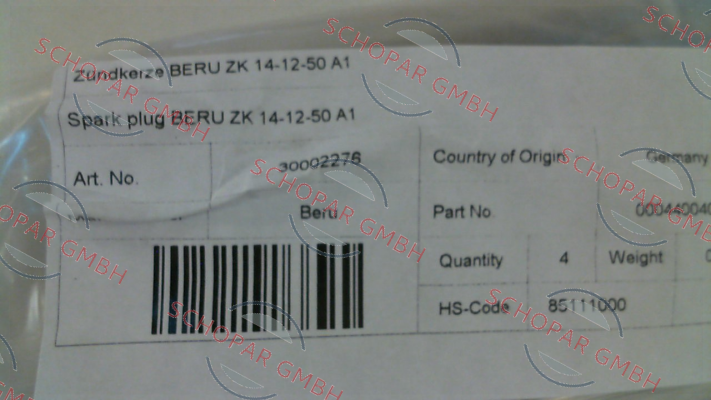 Zündkerze BERU ZK 14-12-50 A1
Spark plug BERU ZK 14-12-50 A1
Art. No. 30002276
Country of Origin Germany
Beru
Part No.
Quantity 4 Weight
HS-Code 85111000
SCHOPAR GMBH